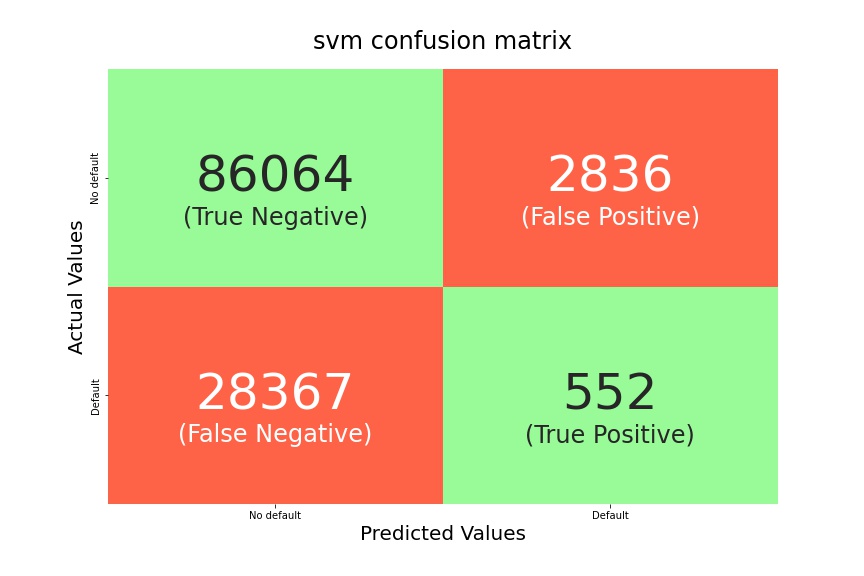 svm confusion matrix
86064
(True Negative)
2836
(False Positive)
28367
(False Negative)
552
(True Positive)
No default
Default
Actual Values
No default
Default
Predicted Values